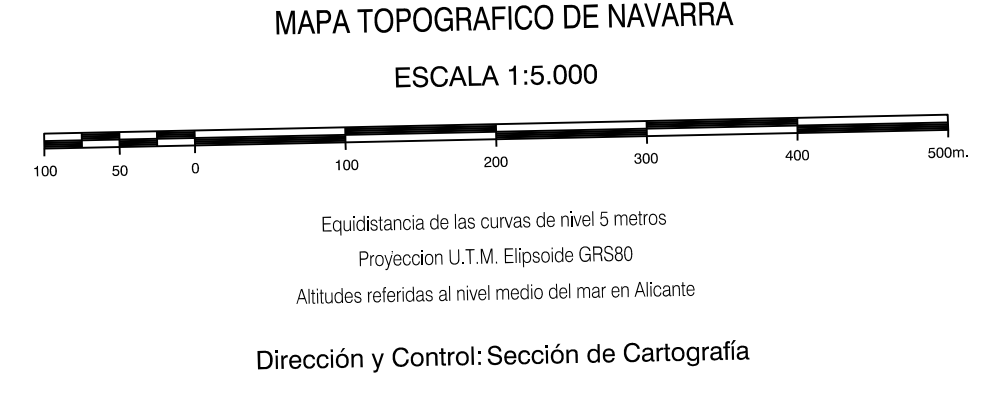 MAPA TOPOGRAFICO DE NAVARRA
ESCALA 1:5.000
100 50 0 100 200 300 400 500m.
Equidistancia de las curvas de nivel 5 metros
Proyeccion U.T.M. Elipsoide GRS80
Altitudes referidas al nivel medio del mar en Alicante
Dirección y Control: Sección de Cartografía